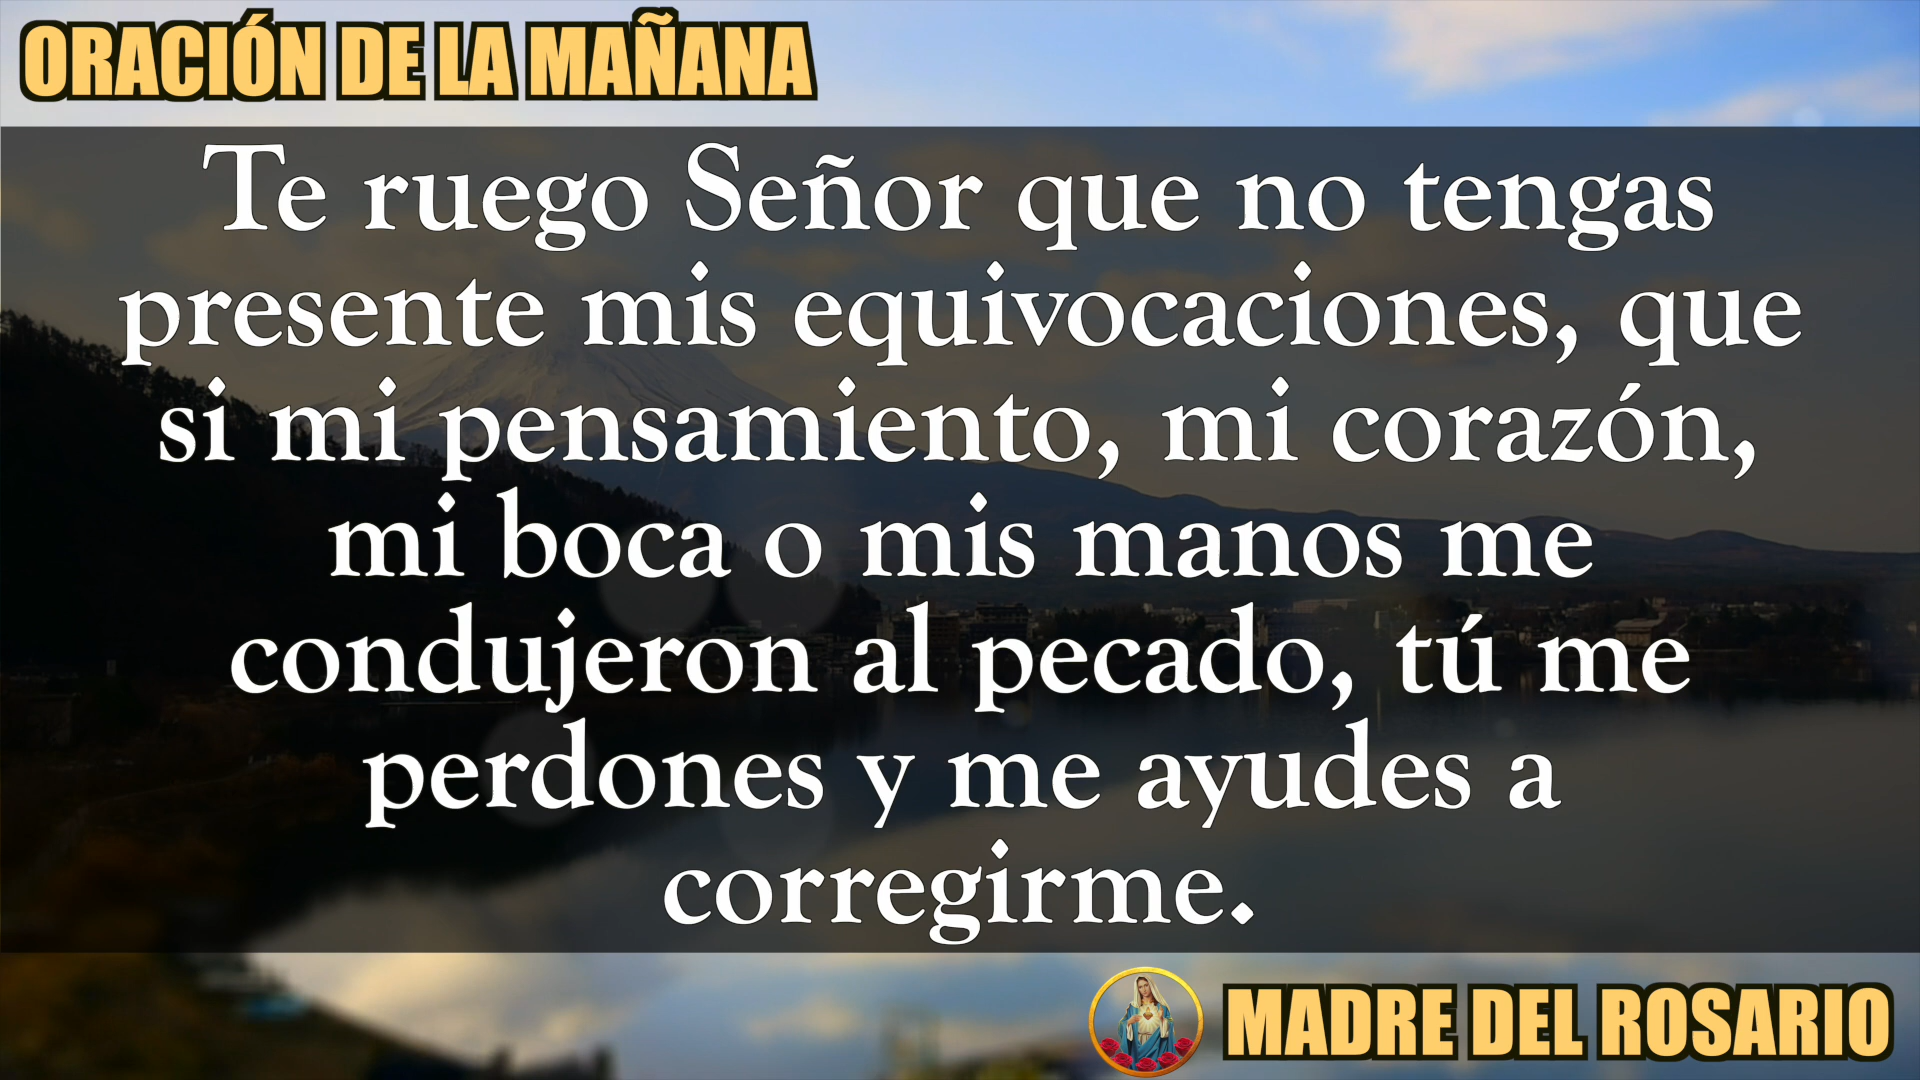 ORACIÓN DE LA MAÑANA
Te ruego Señor que no tengas
presente mis equivocaciones, que
si mi pensamiento, mi corazón,
mi boca o mis manos me
condujeron al pecado, tú me
perdones y me ayudes a
corregirme.
MADRE DEL ROSARIO